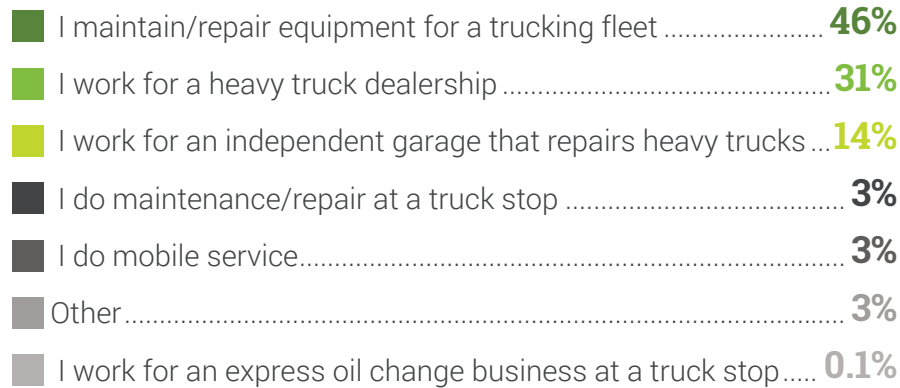 I maintain/repair equipment for a trucking fleet ....................... 46%
I work for a heavy truck dealership ...............................................31%
I work for an independent garage that repairs heavy trucks ...14%
I do maintenance/repair at a truck stop ........................................ 3%
I do mobile service.............................................................................. 3%
Other....................................................................................................... 3%
I work for an express oil change business at a truck stop..... 0.1%